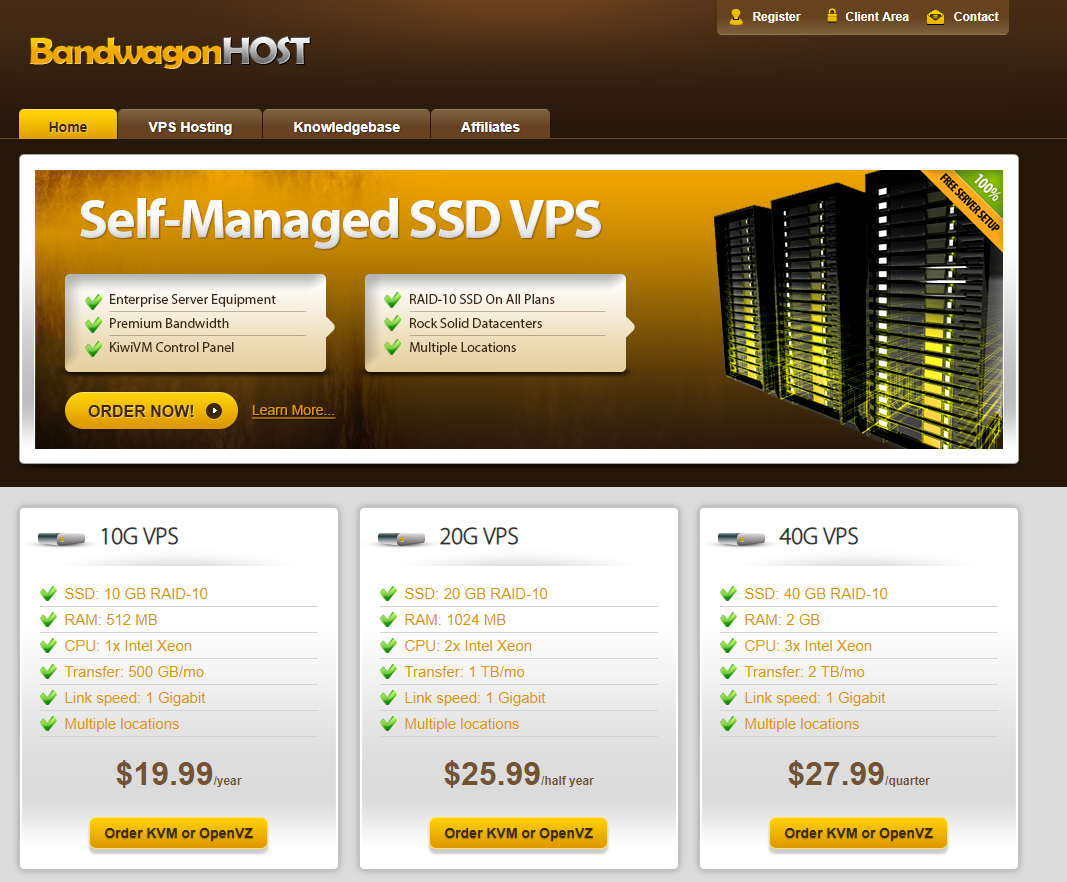 Register
Client Area
Contact
BandwagonHOST
Home
VPS Hosting
Knowledgebase
Affiliates
Self-Managed SSD VPS
100%
FREE SERVER SETUP
Enterprise Server Equipment
Premium Bandwidth
KiwiVM Control Panel
RAID-10 SSD On All Plans
Rock Solid Datacenters
Multiple Locations
ORDER NOW!
Learn More...
10G VPS
SSD: 10 GB RAID-10
RAM: 512 MB
CPU: 1x Intel Xeon
Transfer: 500 GB/mo
Link speed: 1 Gigabit
Multiple locations
$19.99/year
Order KVM or OpenVZ
20G VPS
SSD: 20 GB RAID-10
RAM: 1024 MB
CPU: 2x Intel Xeon
Transfer: 1 TB/mo
Link speed: 1 Gigabit
Multiple locations
$25.99/half year
Order KVM or OpenVZ
40G VPS
SSD: 40 GB RAID-10
RAM: 2 GB
CPU: 3x Intel Xeon
Transfer: 2 TB/mo
Link speed: 1 Gigabit
Multiple locations
$27.99/quarter
Order KVM or OpenVZ